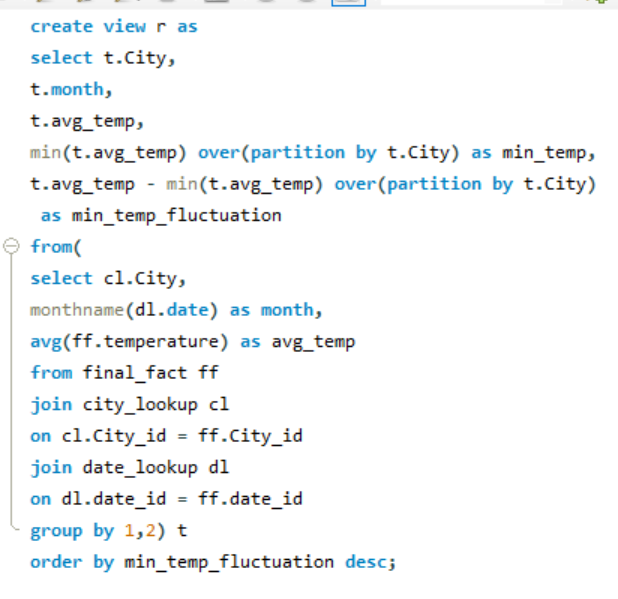 create view r as
select t.City,
t.month,
t.avg_temp,
min(t.avg_temp) over(partition by t.City) as min_temp,
t.avg_temp - min(t.avg_temp) over(partition by t.City)
as min_temp_fluctuation
from(
select cl.City,
monthname(dl.date) as month,
avg(ff.temperature) as avg_temp
from final_fact ff
join city_lookup cl
on cl.City_id = ff.City_id
join date_lookup dl
on dl.date_id = ff.date_id
group by 1,2) t
order by min_temp_fluctuation desc;